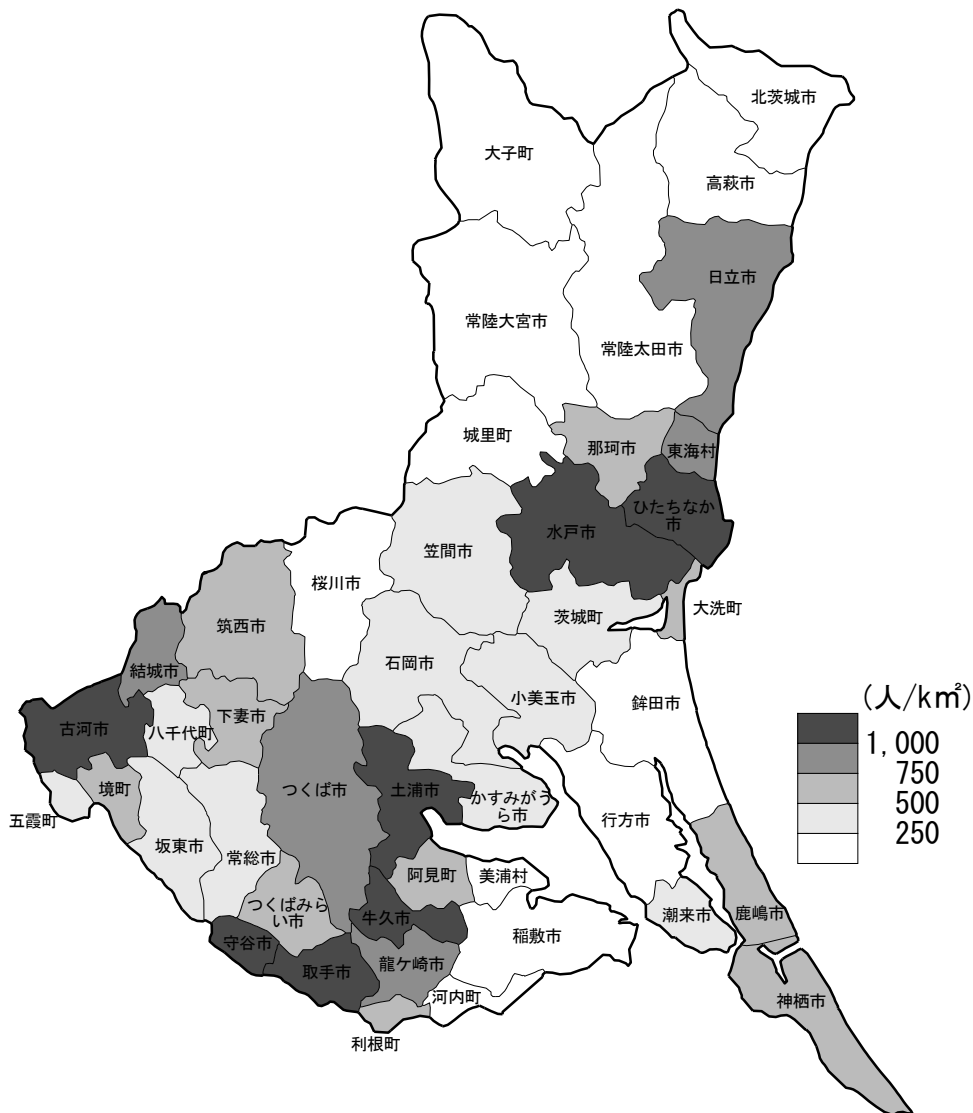 北茨城市
大子町
高萩市
日立市
常陸大宮市
常陸太田市
城里町
那珂市
東海村
ひたちなか
市
水戸市
笠間市
桜川市
茨城町
大洗町
筑西市
結城市
石岡市
小美玉市
鉾田市
下妻市
八千代町
古河市
境町
五霞町
つくば市
土浦市
かすみがう
ら市
坂東市
常総市
行方市
阿見町
美浦村
つくばみら
い市
牛久市
潮来市
鹿嶋市
稲敷市
守谷市
取手市
龍ケ崎市
河内町
利根町
神栖市
(人/k㎡)
1,000
750
500
250